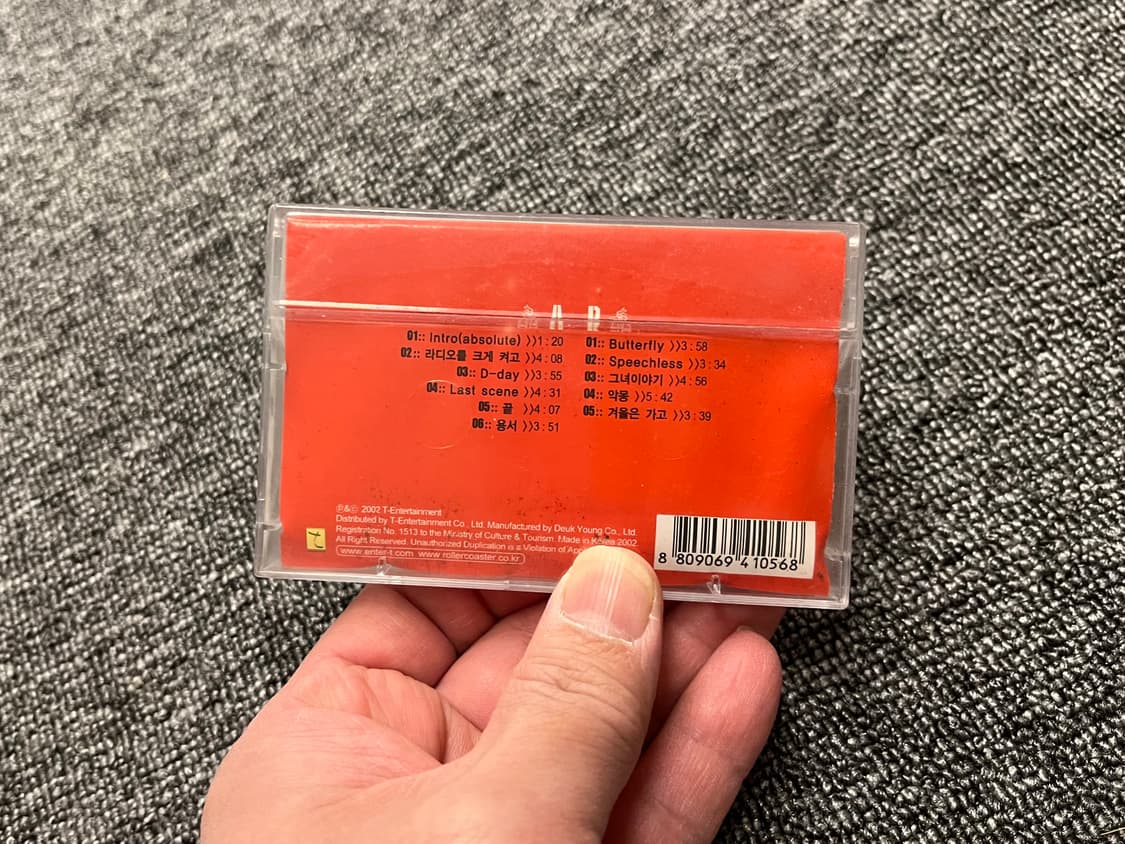 A
01:: Intro(absolute) 〉〉1 : 20
02:: 라디오를 크게 켜고 〉〉4 : 08
03:: D-day 〉〉3 : 55
04:: Last scene 〉〉4 : 31
05:: 끝 〉〉4 : 07
06:: 용서 〉〉3 : 51
B
01:: Butterfly 〉〉3 : 58
02:: Speechless 〉〉3 : 34
03:: 그녀이야기 〉〉4 : 56
04:: 악몽 〉〉5 : 42
05:: 겨울은 가고 〉〉3 : 39
℗&© 2002 T-Entertainment
Distributed by T-Entertainment Co., Ltd. Manufactured by Deuk Young Co., Ltd.
Registration No. 1513 to the Ministry of Culture & Tourism. Made in Korea 2002.
All Right Reserved. Unauthorized Duplication is a Violation of
www.enter-t.com www.rollercoaster.co.kr
t
8 809069 410568